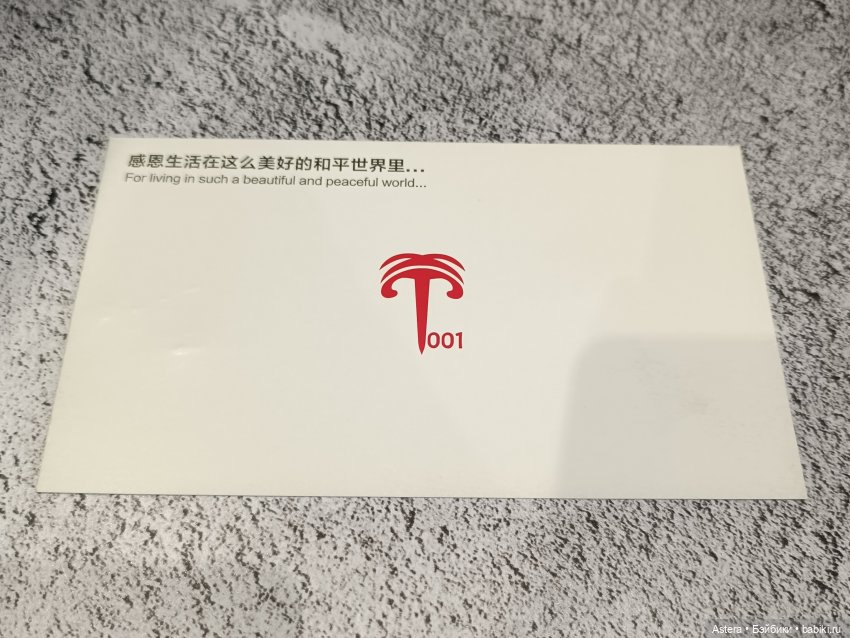 感恩生活在这么美好的和平世界里...
For living in such a beautiful and peaceful world...
T001
Astera • Бэйбики • babiki.ru